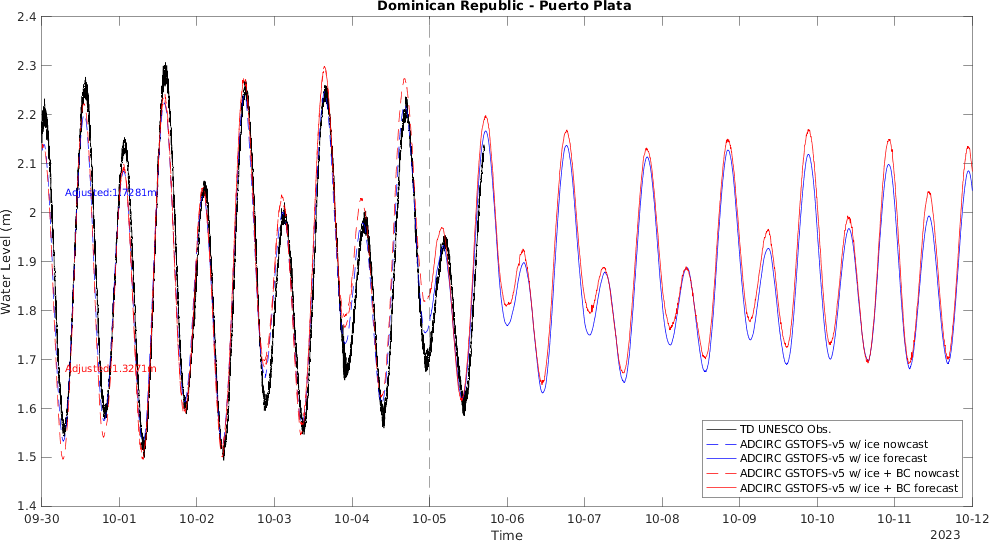 Dominican Republic - Puerto Plata
2.4
2.3
2.2
2.1
2
1.9
1.8
1.7
1.6
1.5
1.4
Water Level (m)
Adjusted:1.7281m
Adjusted:1.3271m
TD UNESCO Obs.
ADCIRC GSTOFS-v5 w/ ice nowcast
ADCIRC GSTOFS-v5 w/ ice forecast
ADCIRC GSTOFS-v5 w/ ice + BC nowcast
ADCIRC GSTOFS-v5 w/ ice + BC forecast
09-30 10-01 10-02 10-03 10-04 10-05 10-06 10-07 10-08 10-09 10-10 10-11 10-12
Time
2023